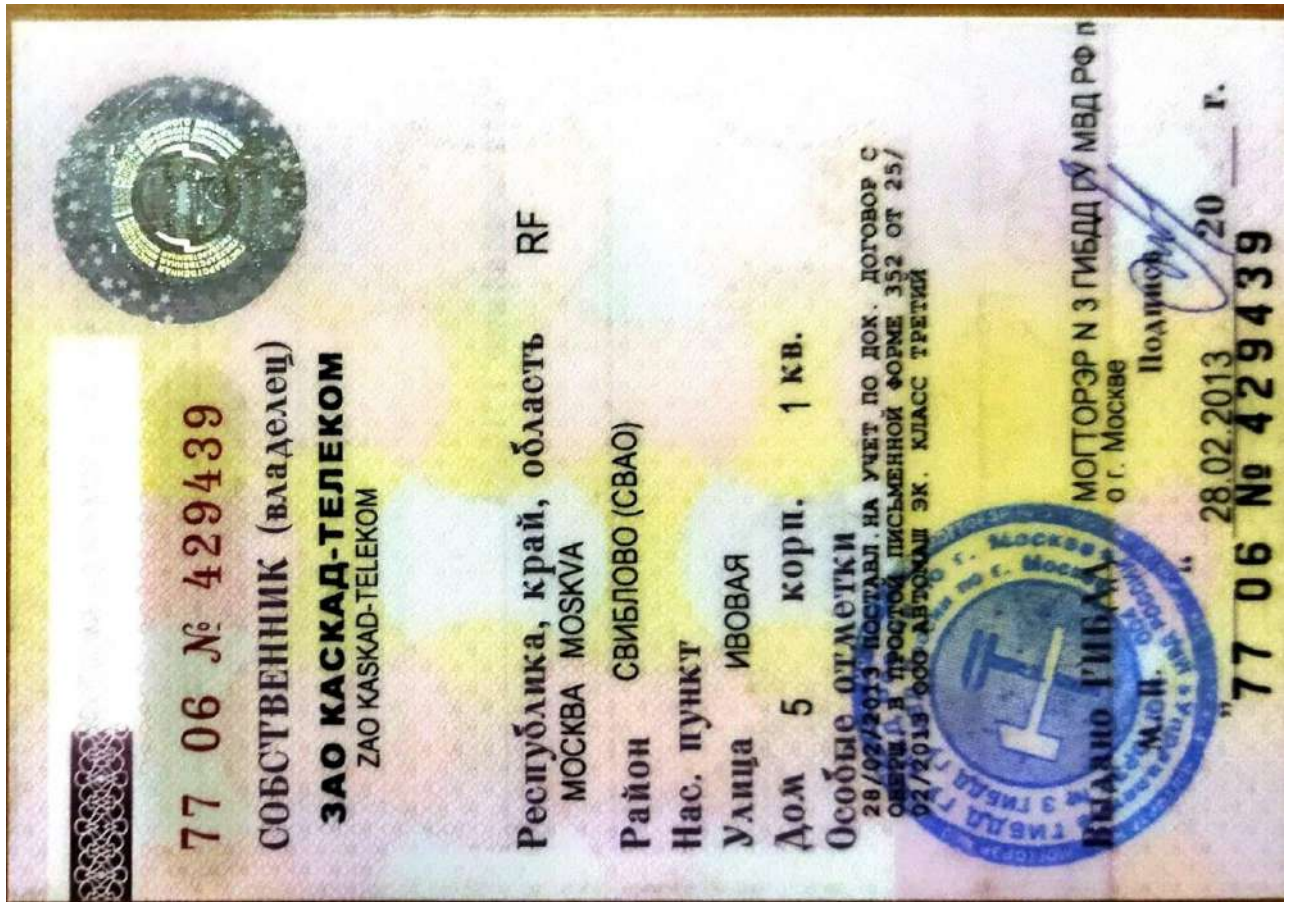 77 06 № 429439
СОБСТВЕННИК (владелец)
ЗАО КАСКАД-ТЕЛЕКОМ
ZAO KASKAD-TELEKOM
Республика, край, область RF
МОСКВА MOSKVA
Район СВИБЛОВО (СВАО)
Нас. пункт
Улица ИВОВАЯ
Дом 5 корп. 1 кв.
Особые отметки
28/02/2013 ПОСТАВЛ.НА УЧЕТ ПО ДОК. ДОГОВОР С
ОВЕРШ В ПРОСТОЙ ПИСЬМЕННОЙ ФОРМЕ 352 ОТ 25/
02/2013 ООО АВТОМАШ ЭК. КЛАСС ТРЕТИЙ
МОГТОРЭР N 3 ГИБДД ГУ МВД РФ п
Выдано ГИБДД о г. Москве
М.П. Подпись
" 28.02.2013 " 20 г.
77 06 № 429439